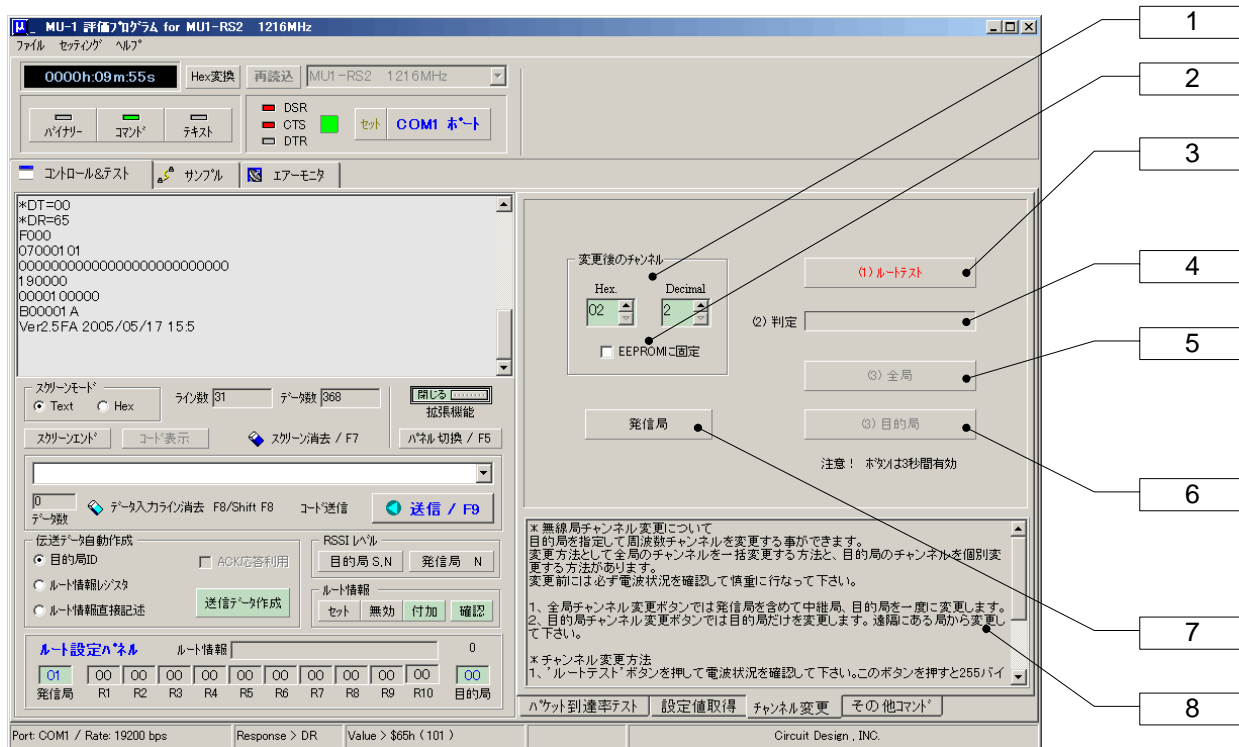 MU-1 評価ﾌﾟﾛｸﾞﾗﾑ for MU1-RS2 1216MHz
ﾌｧｲﾙ ｾｯﾃｨﾝｸﾞ ﾍﾙﾌﾟ
0000h:09m:55s Hex変換 再読込 MU1-RS2 1216MHz
ﾊﾞｲﾅﾘｰ ｺﾏﾝﾄﾞ ﾃｷｽﾄ
DSR
CTS
DTR
ｾｯﾄ COM1 ﾎﾟｰﾄ
ｺﾝﾄﾛｰﾙ&ﾃｽﾄ ｻﾝﾌﾟﾙ ｴｱｰﾓﾆﾀ
*DT=00
*DR=65
F000
07000101
0000000000000000000000000000
190000
0000100000
B00001A
Ver2.5FA 2005/05/17 15:5
ｽｸﾘｰﾝﾓｰﾄﾞ
Text Hex
ﾗｲﾝ数 31 ﾃﾞｰﾀ数 368
閉じる
拡張機能
ｽｸﾘｰﾝｴﾝﾄﾞ ｺｰﾄﾞ表示 ｽｸﾘｰﾝ消去 / F7 ﾊﾟﾈﾙ切換 / F5
0
ﾃﾞｰﾀ数
ﾃﾞｰﾀ入力ﾗｲﾝ消去 F8/Shift F8 ｺｰﾄﾞ送信 送信 / F9
伝送ﾃﾞｰﾀ自動作成
目的局ID ACK応答利用
ﾙｰﾄ情報ﾚｼﾞｽﾀ
ﾙｰﾄ情報直接記述 送信ﾃﾞｰﾀ作成
RSSI ﾚﾍﾞﾙ
目的局 S,N 発信局 N
ﾙｰﾄ情報
ｾｯﾄ 無効 付加 確認
ﾙｰﾄ設定ﾊﾟﾈﾙ ﾙｰﾄ情報 0
01 00 00 00 00 00 00 00 00 00 00 00
発信局 R1 R2 R3 R4 R5 R6 R7 R8 R9 R10 目的局
変更後のﾁｬﾝﾈﾙ
Hex. Decimal
02 2
EEPROMに固定
発信局
(1) ﾙｰﾄﾃｽﾄ
(2) 判定
(3) 全局
(3) 目的局
注意！ ﾎﾞﾀﾝは3秒間有効
＊無線局チャンネル変更について
目的局を指定して周波数チャンネルを変更する事ができます。
変更方法として全局のチャンネルを一括変更する方法と、目的局のチャンネルを個別変
更する方法があります。
変更前には必ず電波状況を確認して慎重に行なって下さい。
1、全局チャンネル変更ボタンでは発信局を含めて中継局、目的局を一度に変更します。
2、目的局チャンネル変更ボタンでは目的局だけを変更します。遠隔にある局から変更し
て下さい。
＊チャンネル変更方法
1、'ルートテスト'ボタンを押して電波状況を確認して下さい。このボタンを押すと255バイ
ﾊﾟｹｯﾄ到達率ﾃｽﾄ 設定値取得 ﾁｬﾝﾈﾙ変更 その他ｺﾏﾝﾄﾞ
Port: COM1 / Rate: 19200 bps Response > DR Value > $65h ( 101 ) Circuit Design , INC.
1
2
3
4
5
6
7
8